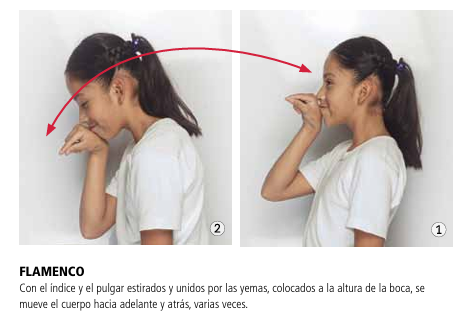 2
1
FLAMENCO
Con el índice y el pulgar estirados y unidos por las yemas, colocados a la altura de la boca, se
mueve el cuerpo hacia adelante y atrás, varias veces.